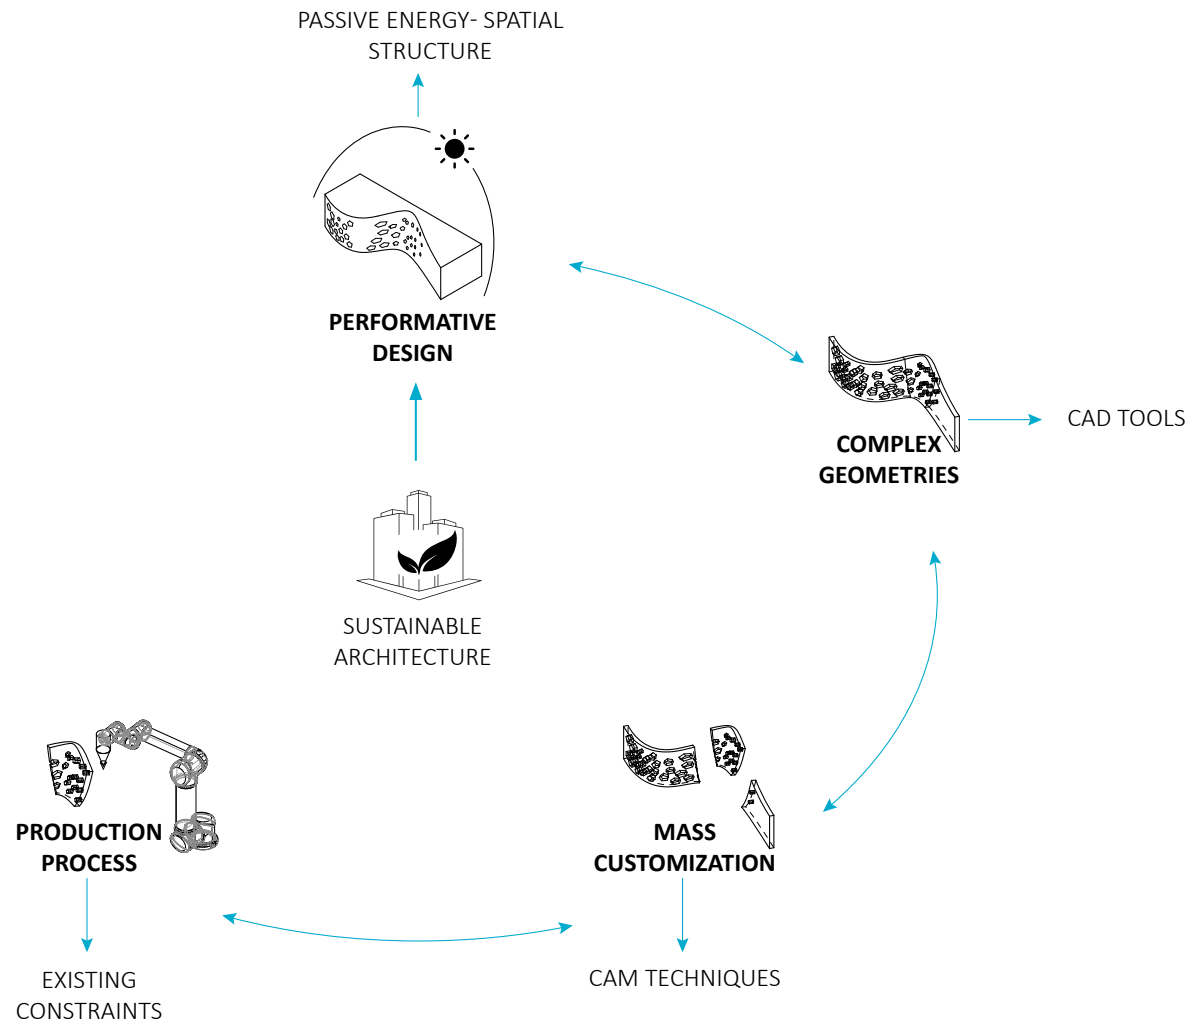 PASSIVE ENERGY- SPATIAL
STRUCTURE
PERFORMATIVE
DESIGN
COMPLEX
GEOMETRIES
CAD TOOLS
SUSTAINABLE
ARCHITECTURE
PRODUCTION
PROCESS
MASS
CUSTOMIZATION
EXISTING
CONSTRAINTS
CAM TECHNIQUES